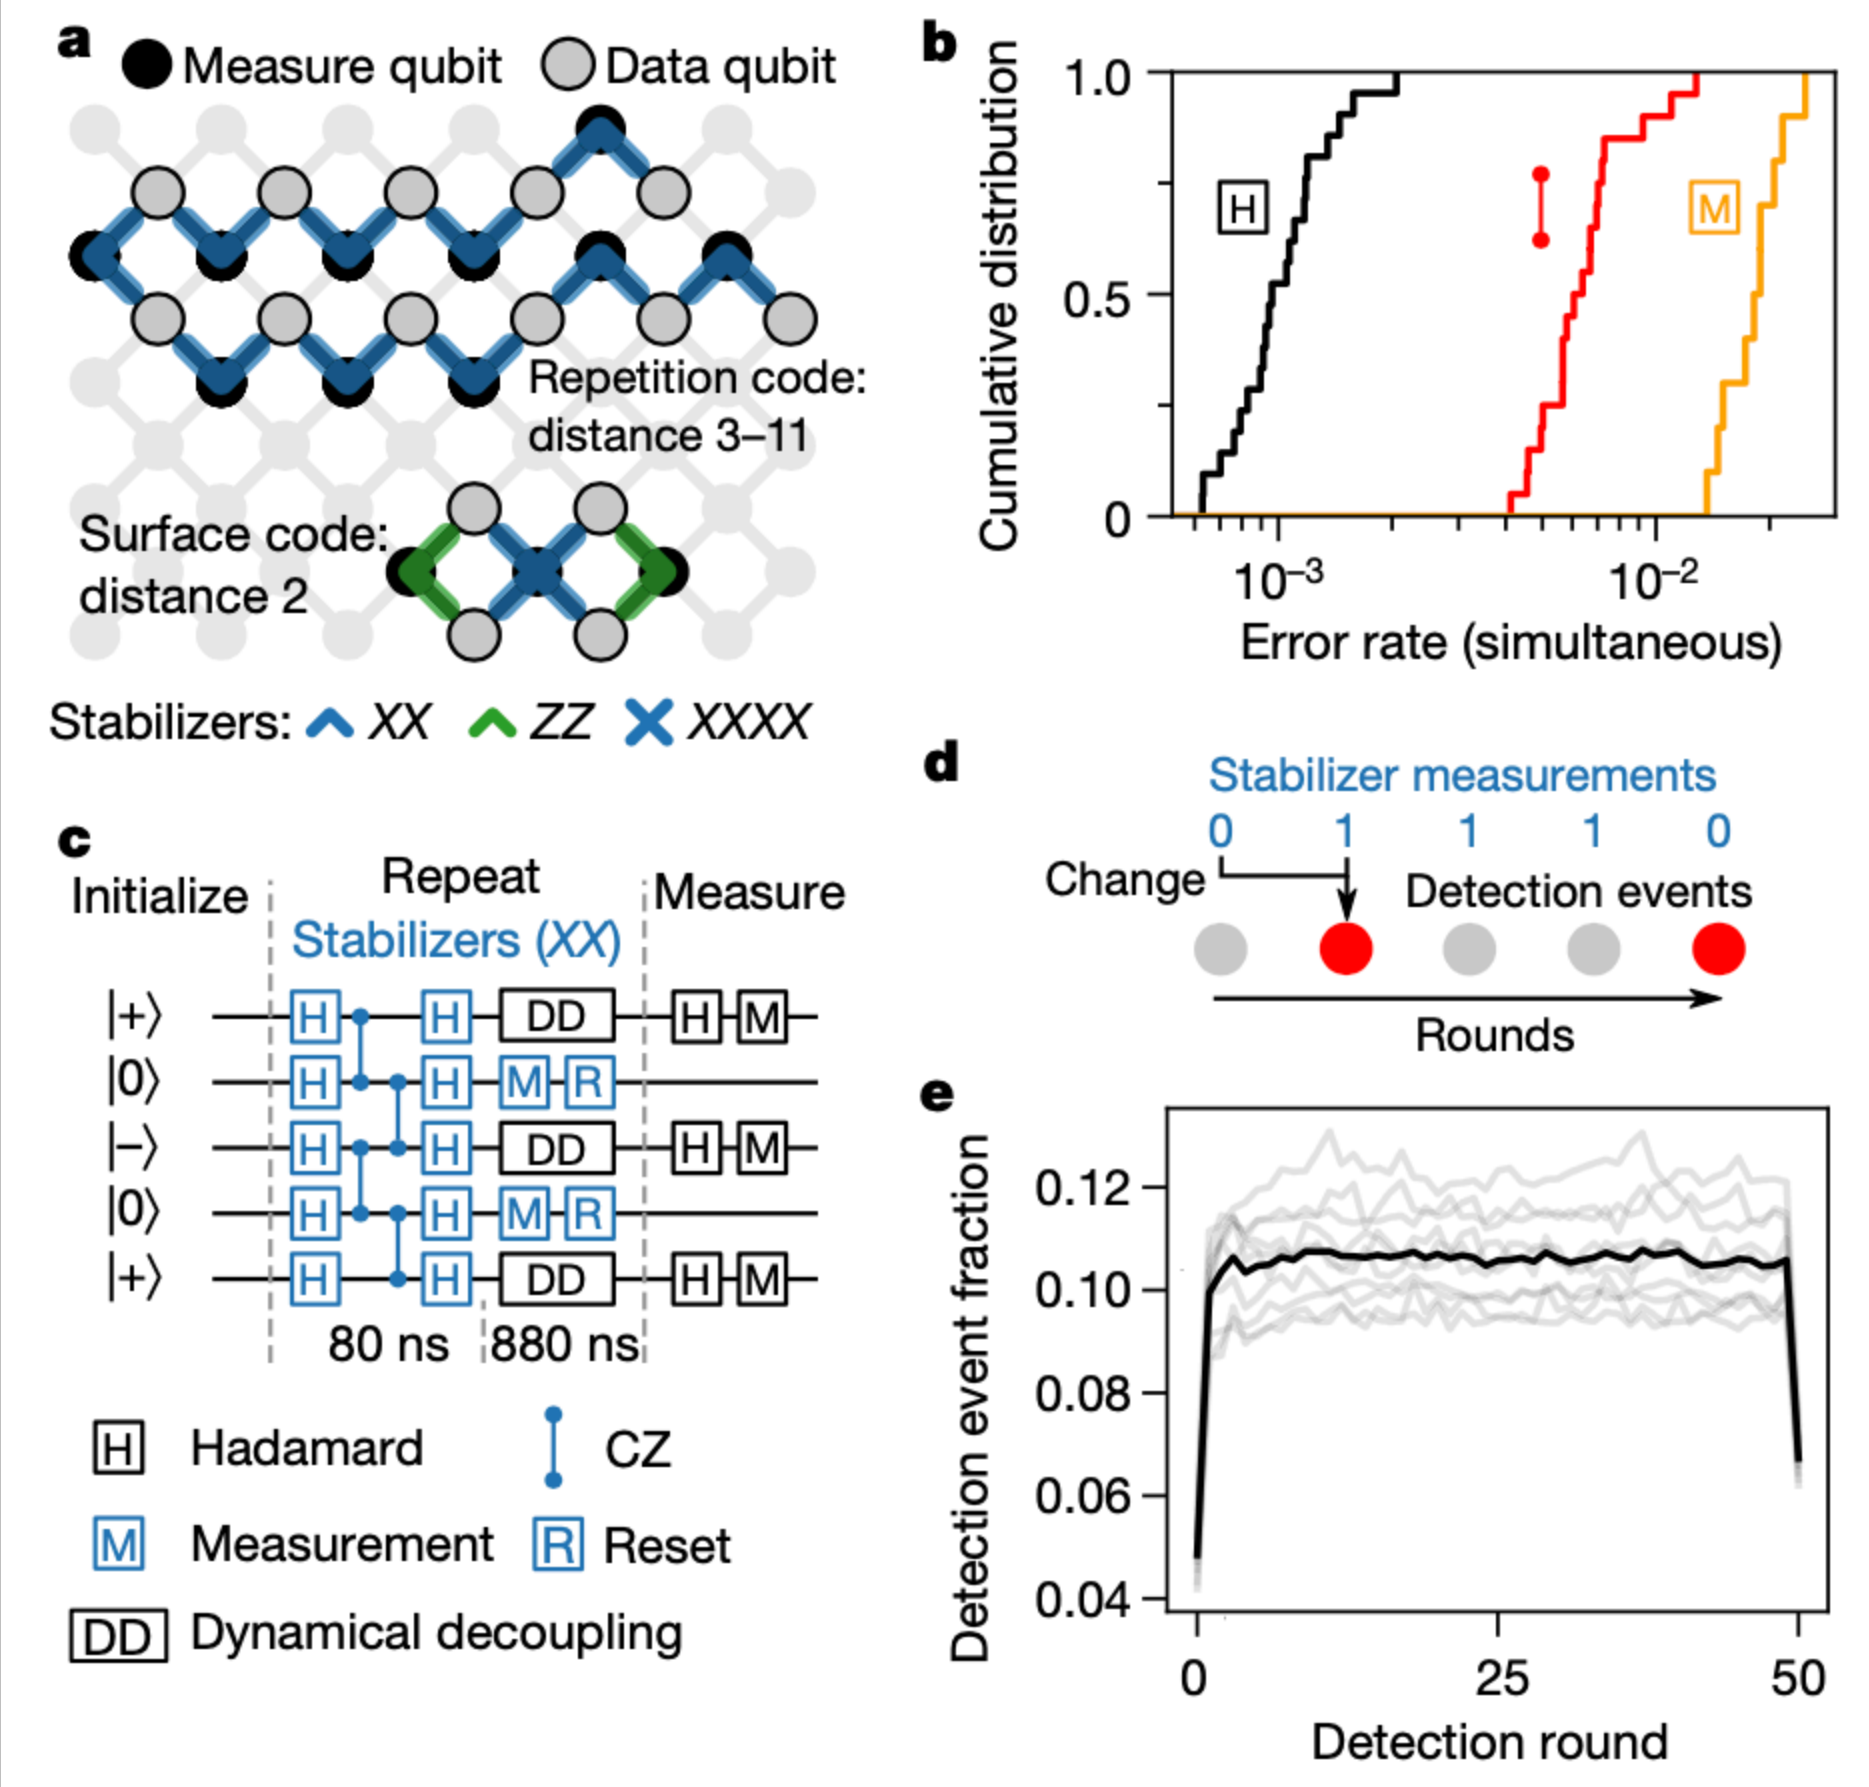 a
Measure qubit
Data qubit
Repetition code:
distance 3–11
Surface code:
distance 2
Stabilizers: XX ZZ XXXX
b
Cumulative distribution
1.0
0.5
0
H
M
10⁻³
10⁻²
Error rate (simultaneous)
c
Initialize
Repeat
Stabilizers (XX)
Measure
|+⟩ H H DD H M
|0⟩ H H M R
|−⟩ H H DD H M
|0⟩ H H M R
|+⟩ H H DD H M
80 ns
880 ns
H Hadamard
CZ
M Measurement
R Reset
DD Dynamical decoupling
d
Stabilizer measurements
0 1 1 1 0
Change
Detection events
Rounds
e
Detection event fraction
0.12
0.10
0.08
0.06
0.04
0
25
50
Detection round